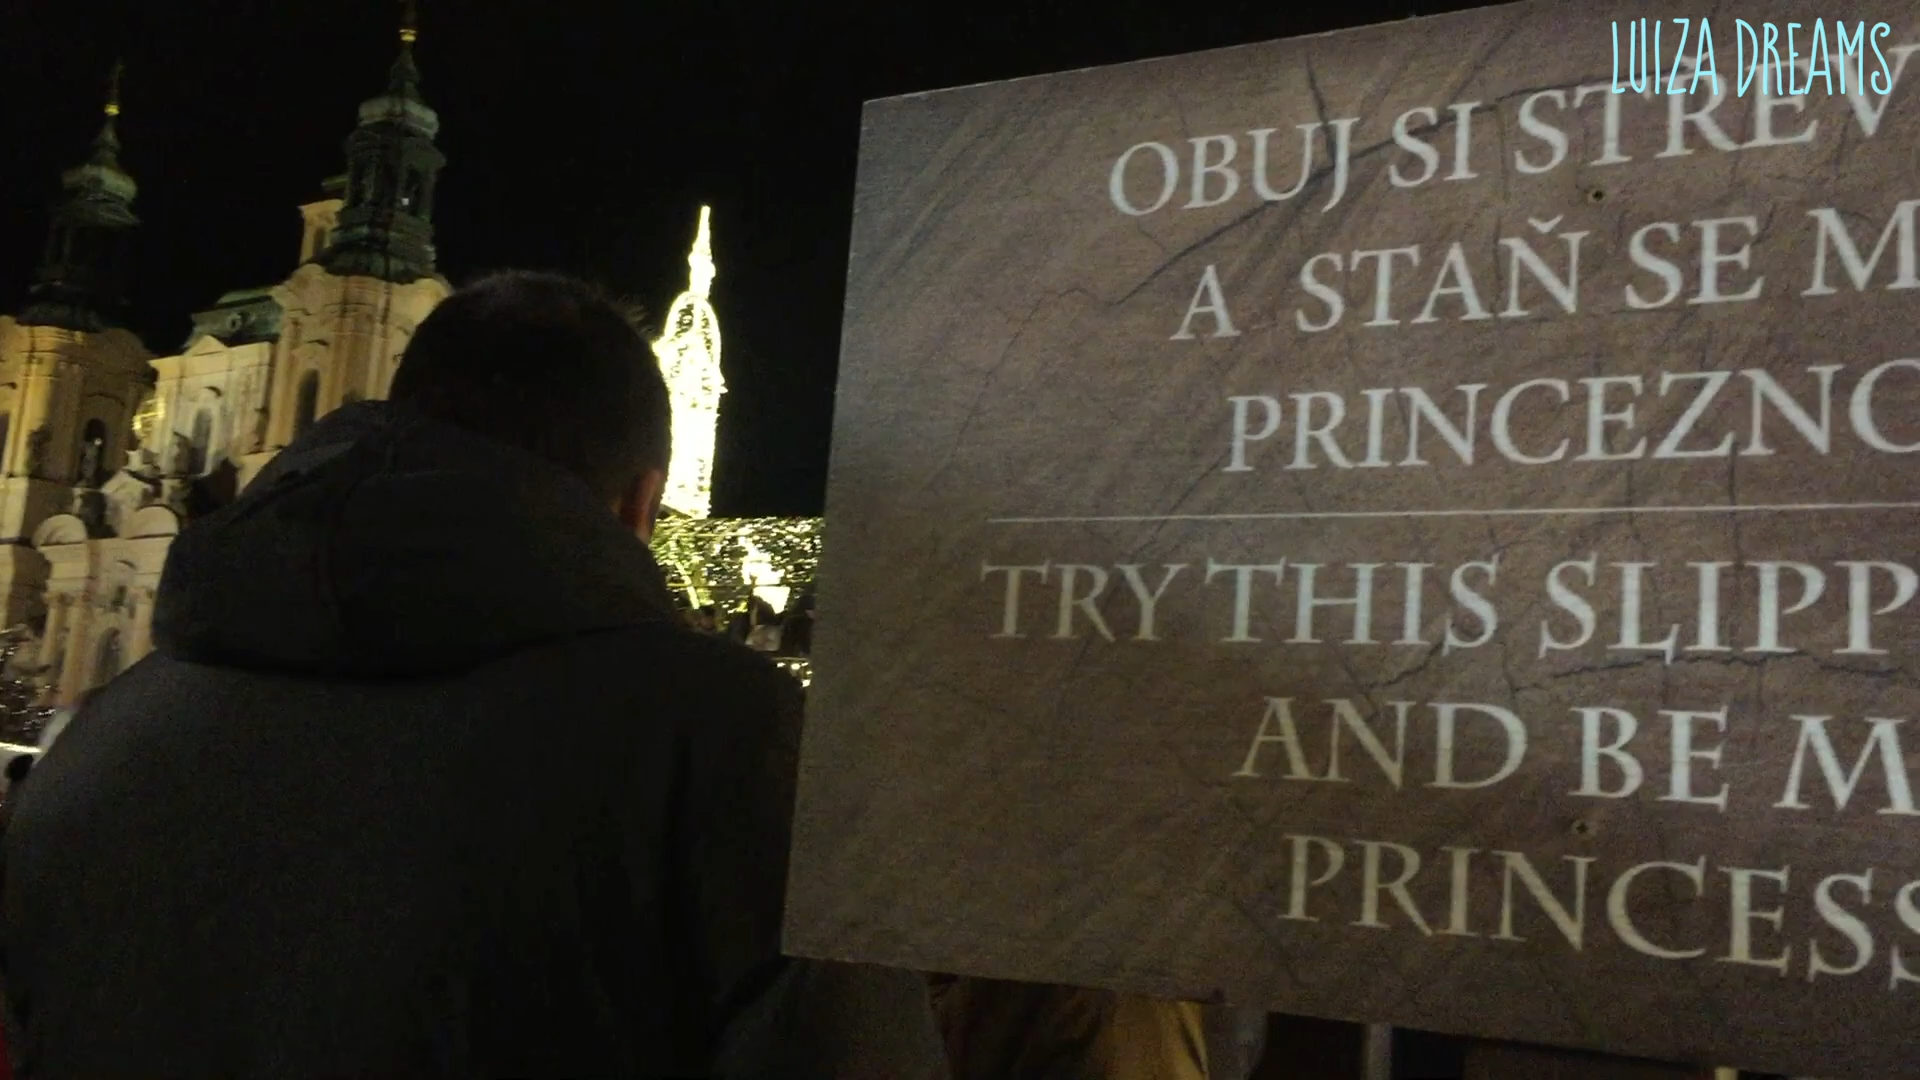 LUIZA DREAMS
OBUJ SI STŘEV
A STAŇ SE M
PRINCEZNO
TRY THIS SLIPP
AND BE M
PRINCESS